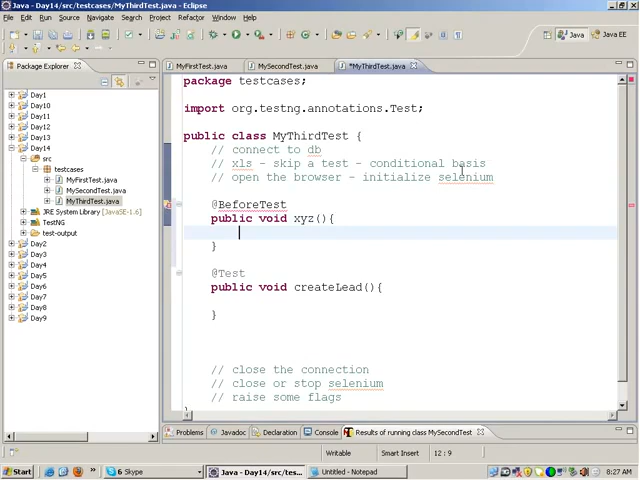 Java - Day14/src/testcases/MyThirdTest.java - Eclipse
File Edit Run Source Navigate Search Project Refactor Window Help
Java Java EE
Package Explorer
MyFirstTest.java MySecondTest.java *MyThirdTest.java
Day1
Day10
Day11
Day12
Day13
Day14
src
testcases
MyFirstTest.java
MySecondTest.java
MyThirdTest.java
JRE System Library [JavaSE-1.6]
TestNG
test-output
Day2
Day3
Day4
Day5
Day6
Day7
Day8
Day9
package testcases;
import org.testng.annotations.Test;
public class MyThirdTest {
// connect to db
// xls - skip a test - conditional basis
// open the browser - initialize selenium
@BeforeTest
public void xyz(){
}
@Test
public void createLead(){
}
// close the connection
// close or stop selenium
// raise some flags
}
Problems Javadoc Declaration Console Results of running class MySecondTest
Writable Smart Insert 12 : 9
Start 6 Skype Java - Day14/src/tes... Untitled - Notepad 8:27 AM